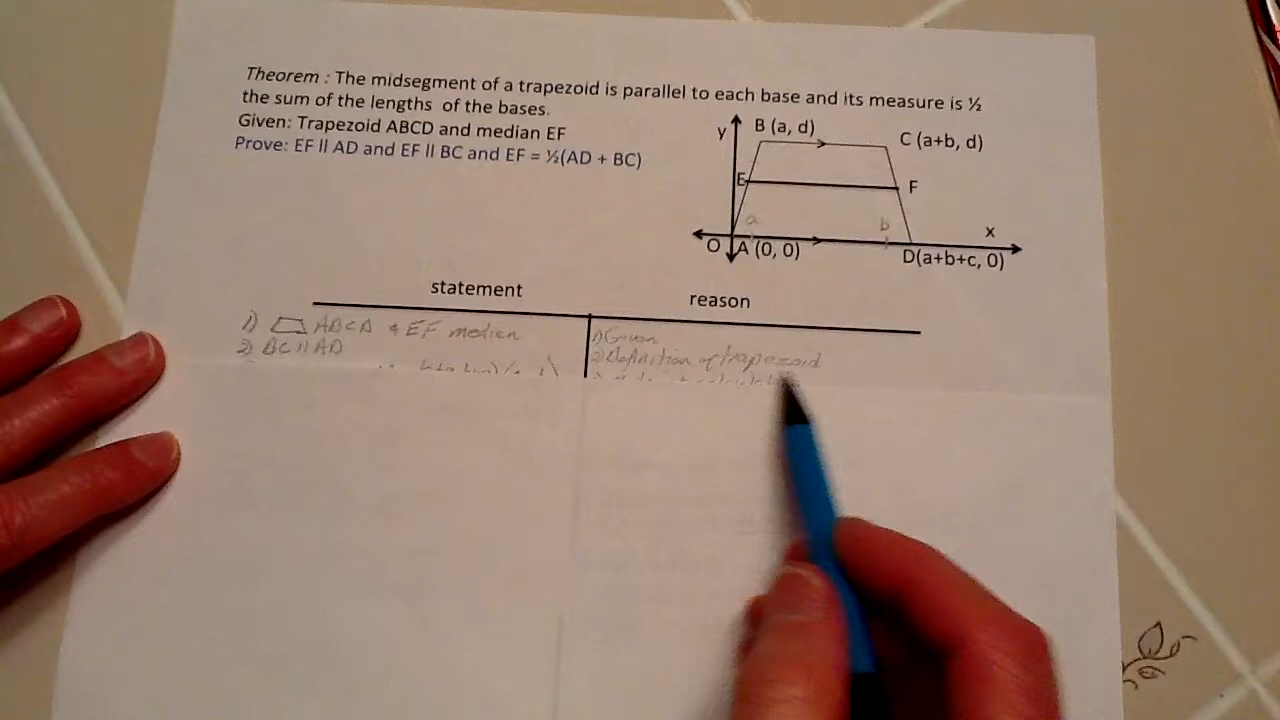 Theorem : The midsegment of a trapezoid is parallel to each base and its measure is ½
the sum of the lengths of the bases.
Given: Trapezoid ABCD and median EF
Prove: EF ll AD and EF ll BC and EF = ½(AD + BC)
y
B (a, d)
C (a+b, d)
E
F
a
b
x
O
A (0, 0)
D(a+b+c, 0)
statement
reason
1) ABCD & EF median
1) Given
2) BC || AD
2) Definition of trapezoid